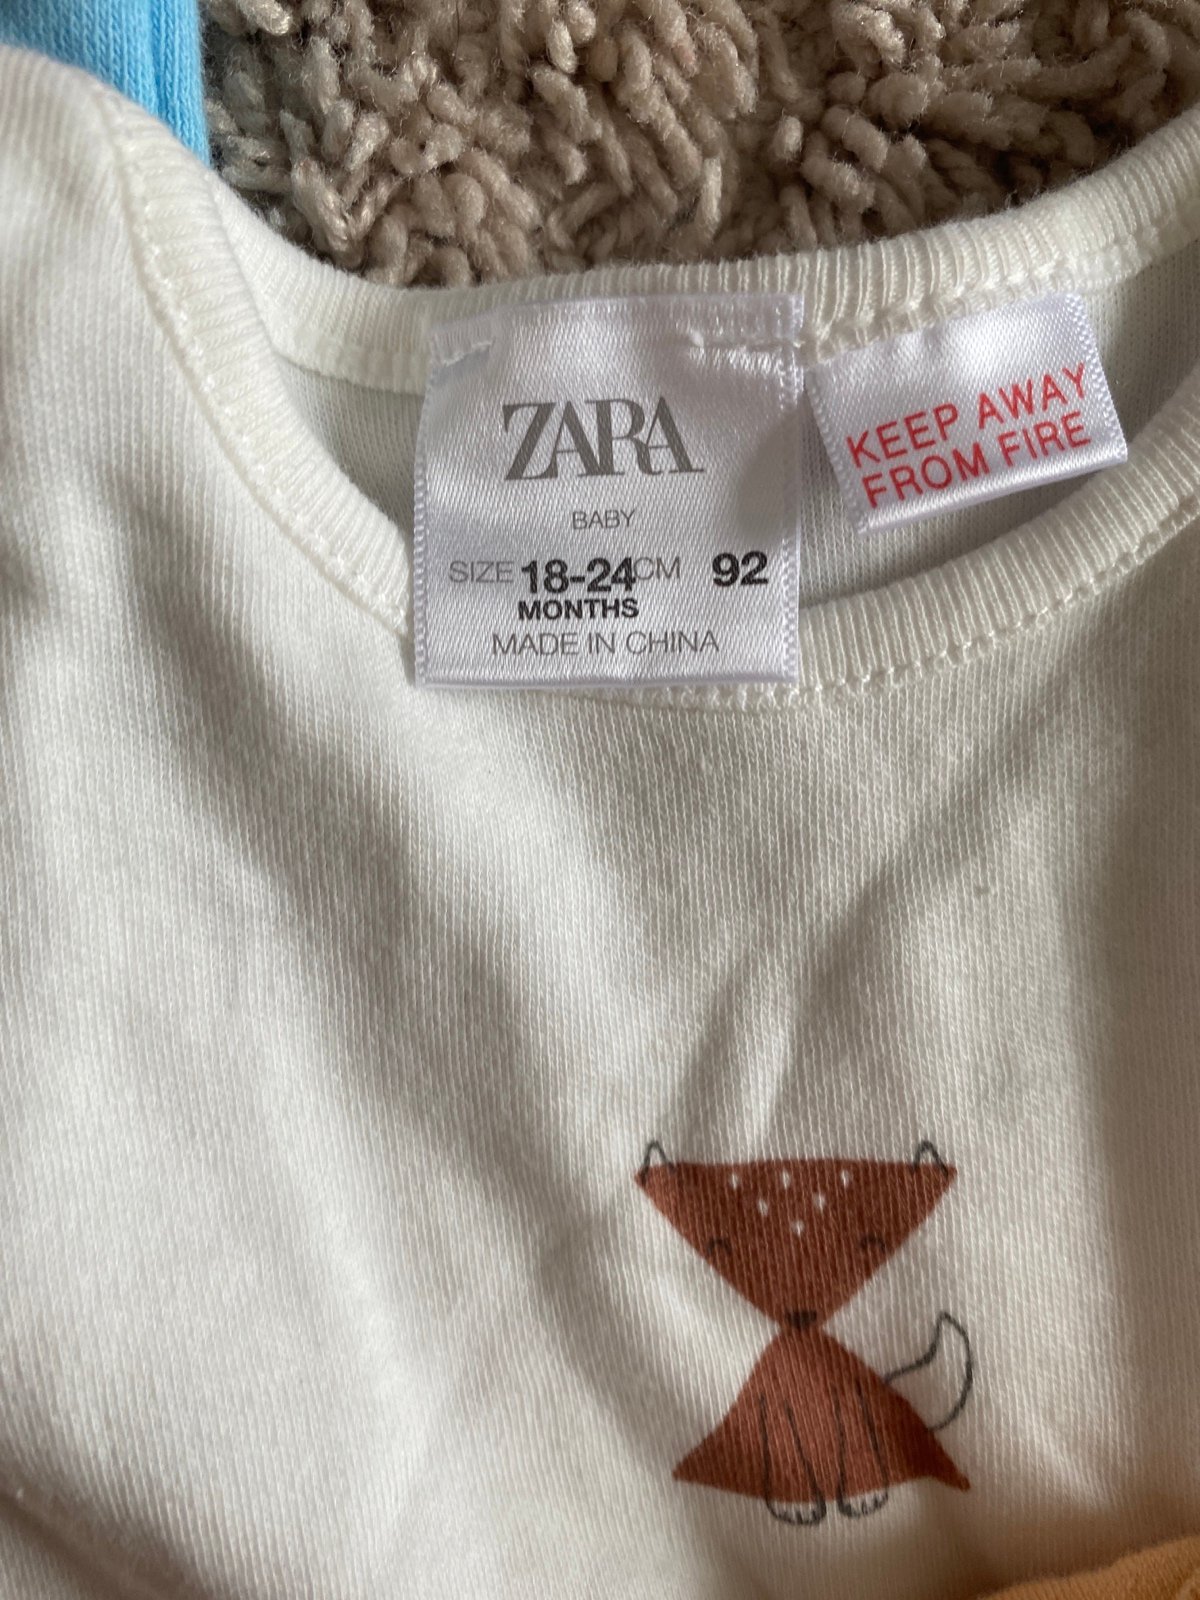 ZARA
BABY
SIZE 18-24 CM 92
MONTHS
MADE IN CHINA
KEEP AWAY
FROM FIRE